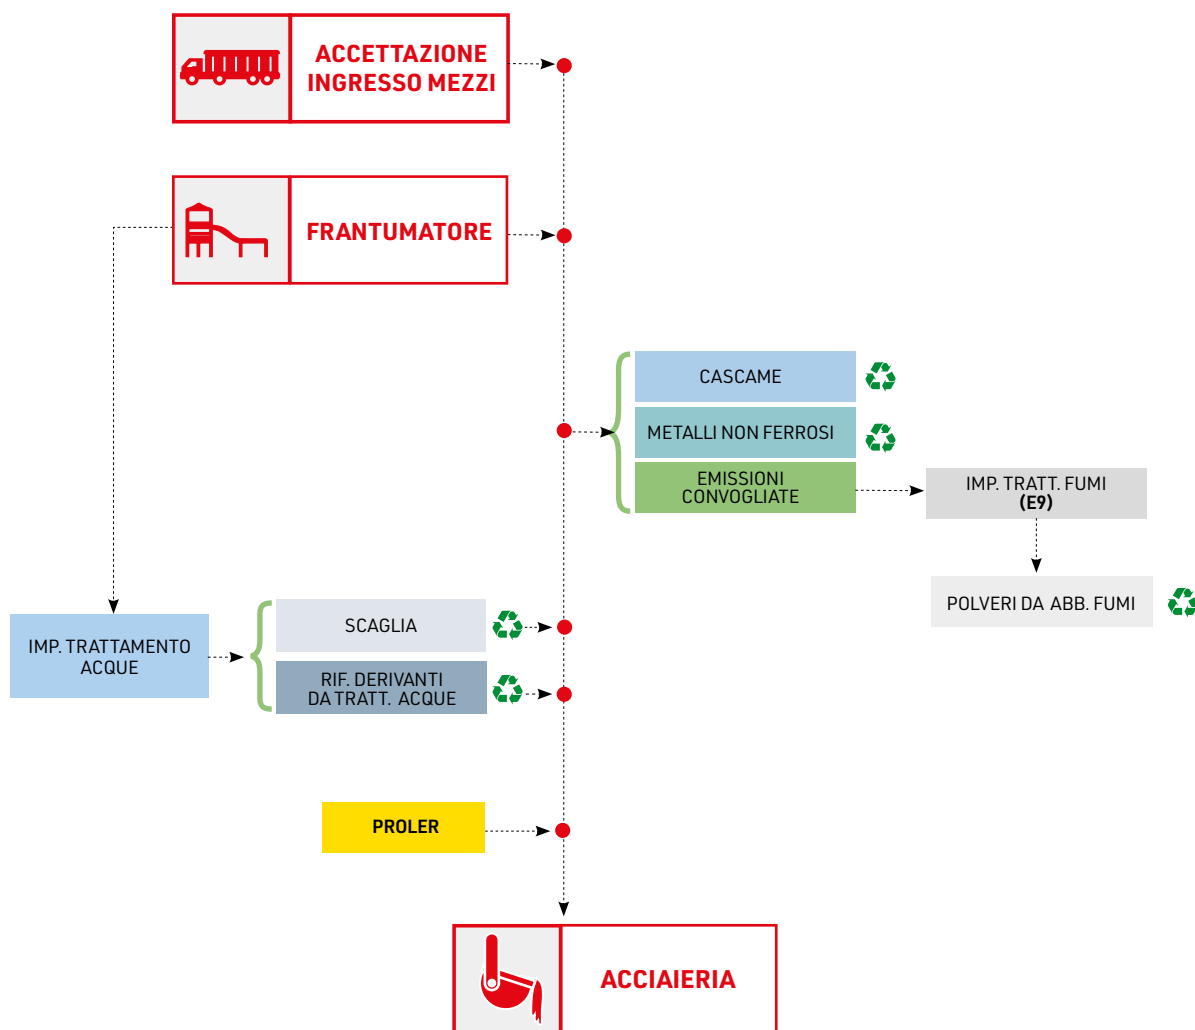 ACCETTAZIONE
INGRESSO MEZZI
FRANTUMATORE
CASCAME
METALLI NON FERROSI
EMISSIONI
CONVOGLIATE
IMP. TRATT. FUMI
(E9)
POLVERI DA ABB. FUMI
IMP. TRATTAMENTO
ACQUE
SCAGLIA
RIF. DERIVANTI
DA TRATT. ACQUE
PROLER
ACCIAIERIA